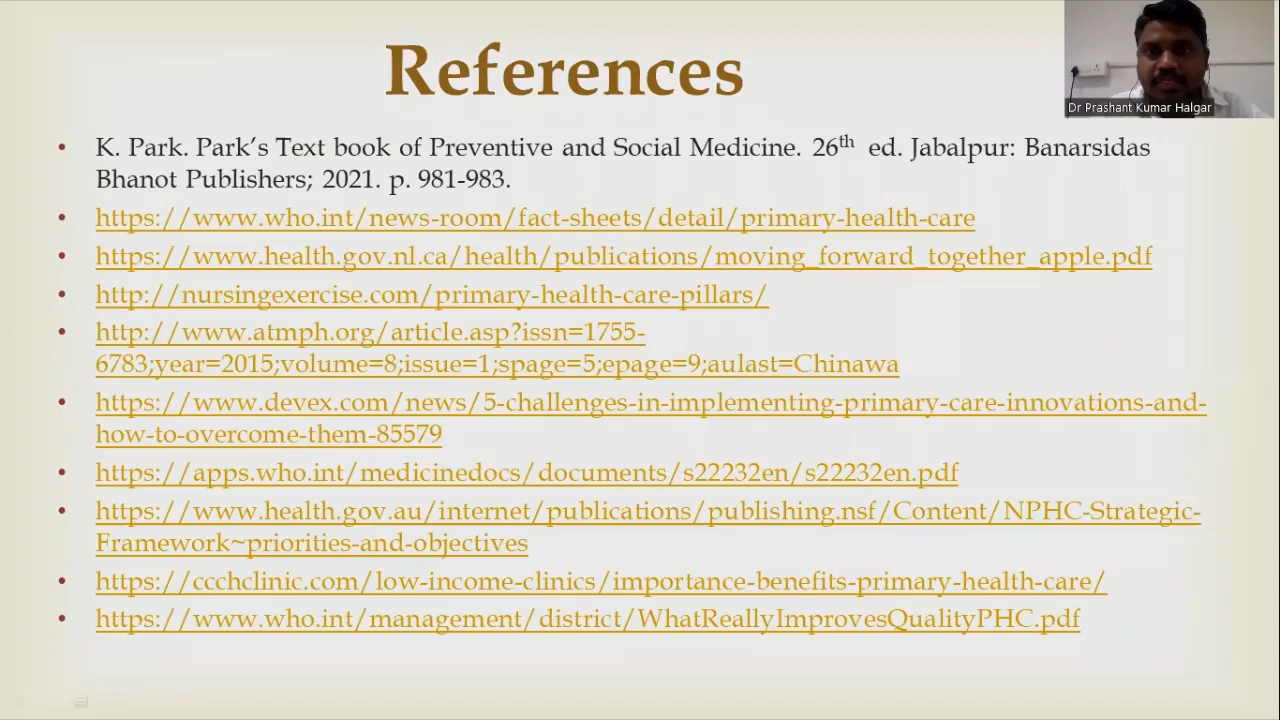 References
Dr Prashant Kumar Halgar
• K. Park. Park's Text book of Preventive and Social Medicine. 26th ed. Jabalpur: Banarsidas
Bhanot Publishers; 2021. p. 981-983.
• https://www.who.int/news-room/fact-sheets/detail/primary-health-care
• https://www.health.gov.nl.ca/health/publications/moving_forward_together_apple.pdf
• http://nursingexercise.com/primary-health-care-pillars/
• http://www.atmph.org/article.asp?issn=1755-
6783;year=2015;volume=8;issue=1;spage=5;epage=9;aulast=Chinawa
• https://www.devex.com/news/5-challenges-in-implementing-primary-care-innovations-and-
how-to-overcome-them-85579
• https://apps.who.int/medicinedocs/documents/s22232en/s22232en.pdf
• https://www.health.gov.au/internet/publications/publishing.nsf/Content/NPHC-Strategic-
Framework~priorities-and-objectives
• https://ccchclinic.com/low-income-clinics/importance-benefits-primary-health-care/
• https://www.who.int/management/district/WhatReallyImprovesQualityPHC.pdf